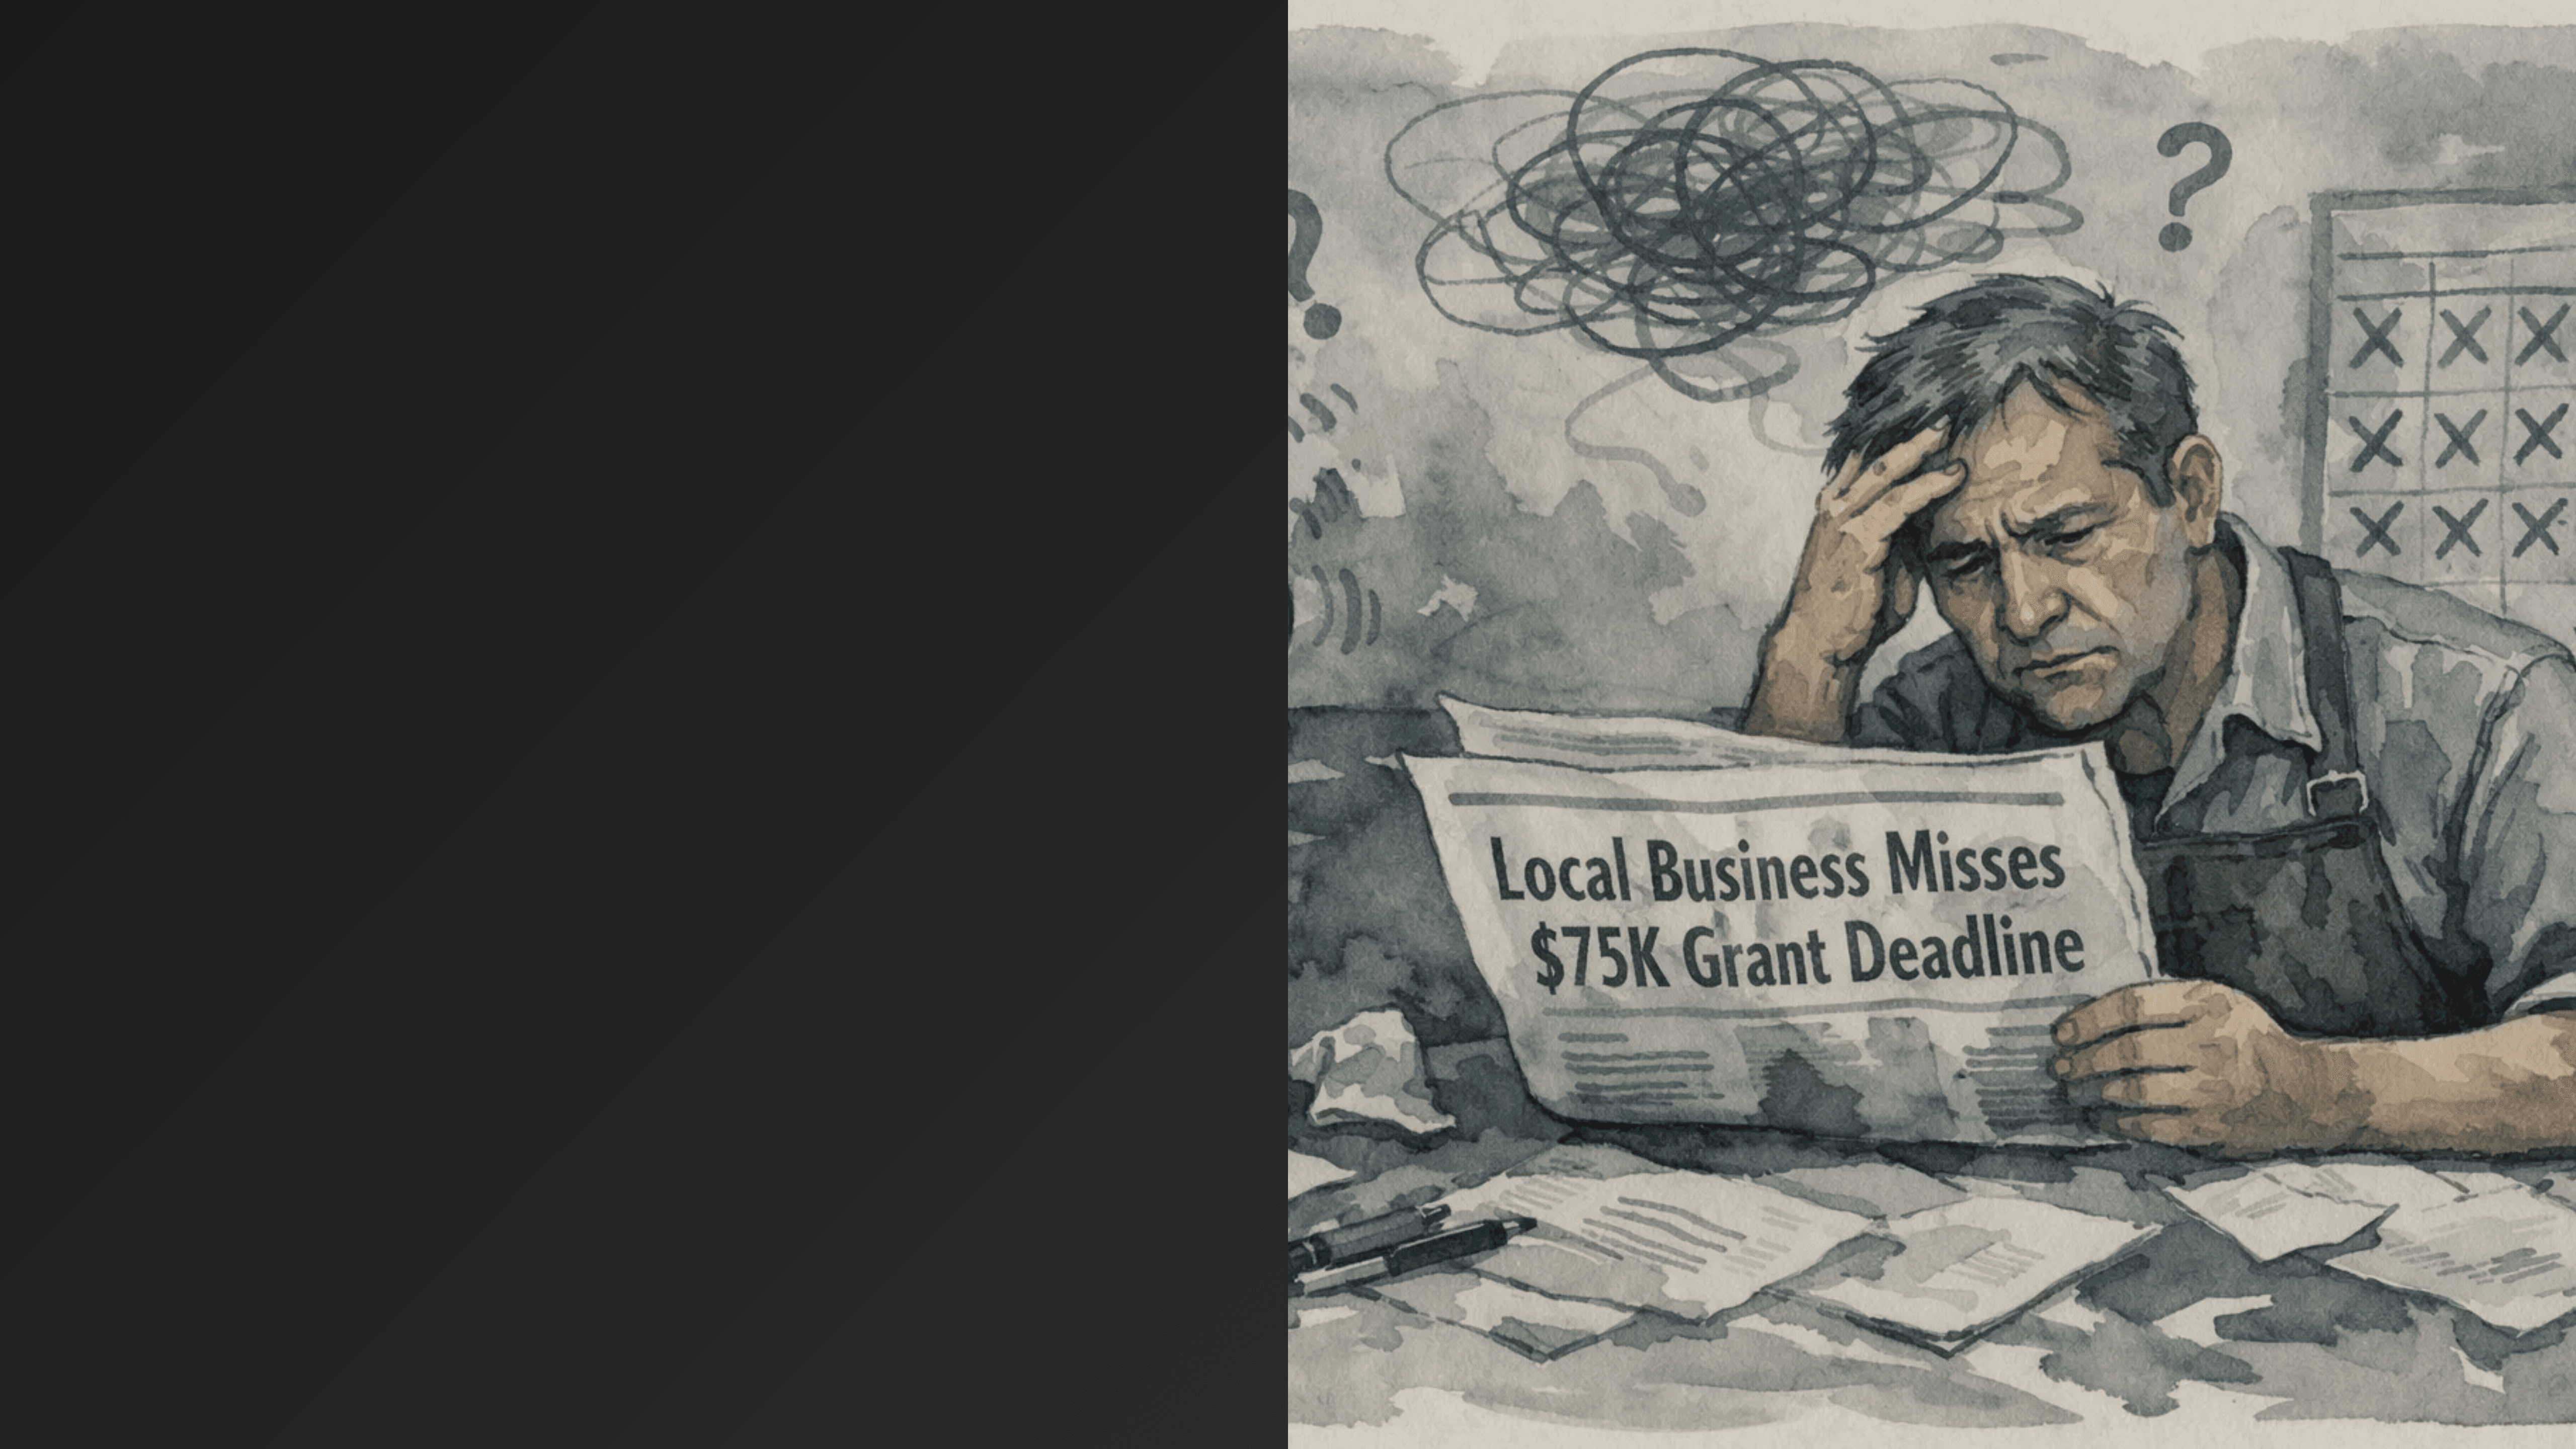 ?
?
Local Business Misses
$75K Grant Deadline
X X X
X X X
X X X